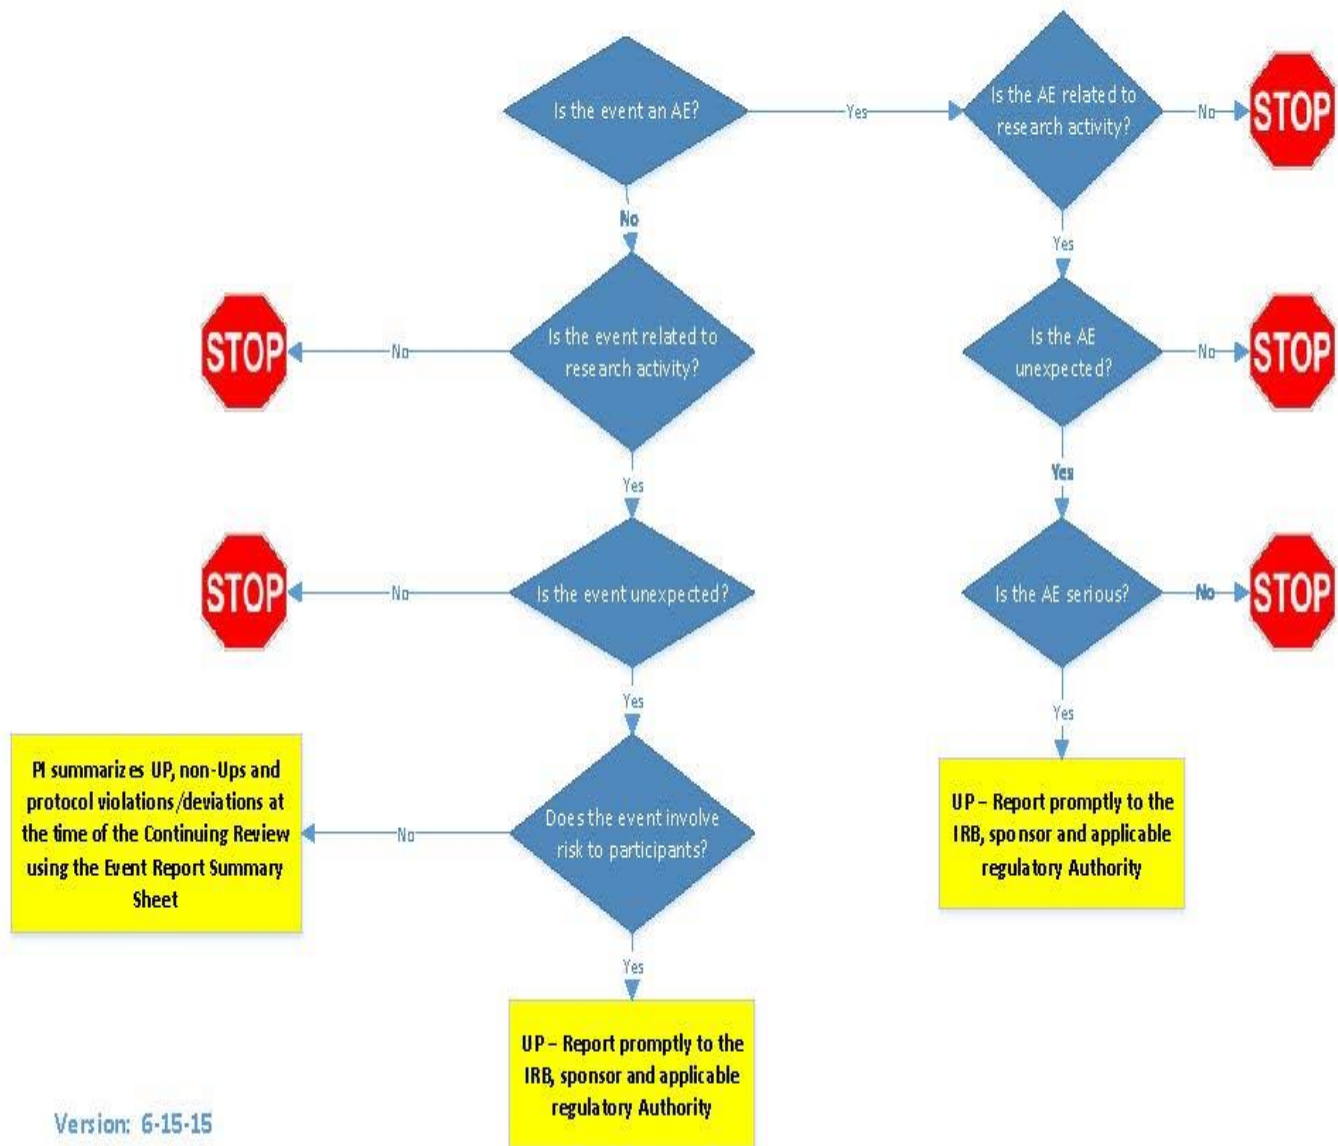 Is the event an AE?
Yes
Is the AE related to
research activity?
No
STOP
No
Yes
Is the event related to
research activity?
No
STOP
Is the AE
unexpected?
No
STOP
Yes
Yes
Is the event unexpected?
No
STOP
Is the AE serious?
No
STOP
Yes
Yes
Does the event involve
risk to participants?
No
PI summarizes UP, non-Ups and
protocol violations/deviations at
the time of the Continuing Review
using the Event Report Summary
Sheet
UP – Report promptly to the
IRB, sponsor and applicable
regulatory Authority
Yes
UP – Report promptly to the
IRB, sponsor and applicable
regulatory Authority
Version: 6-15-15